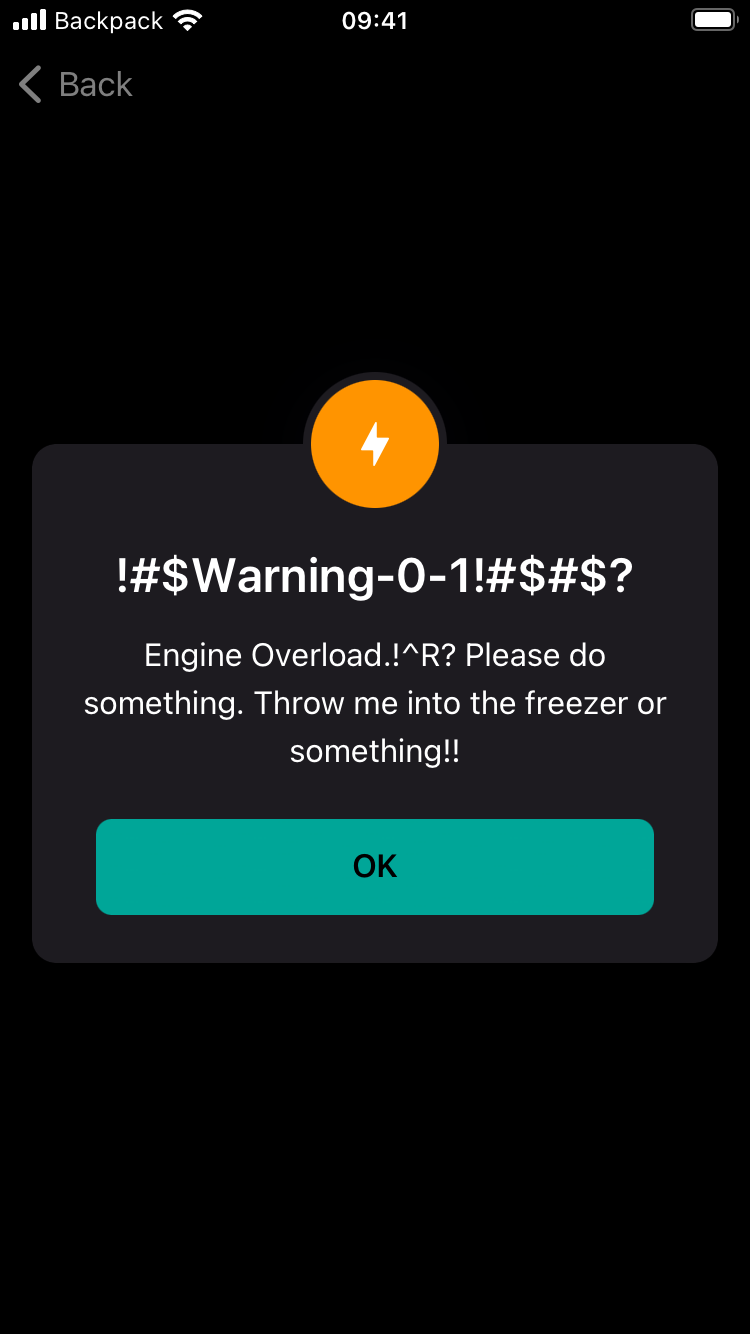 Backpack
09:41
Back
!#$Warning-0-1!#$#$?
Engine Overload.!^R? Please do
something. Throw me into the freezer or
something!!
OK